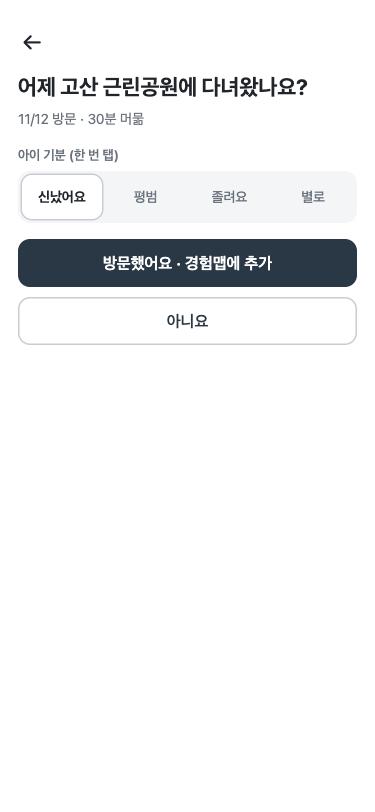 어제 고산 근린공원에 다녀왔나요?
11/12 방문 · 30분 머묾
아이 기분 (한 번 탭)
신났어요 평범 졸려요 별로
방문했어요 · 경험맵에 추가
아니요